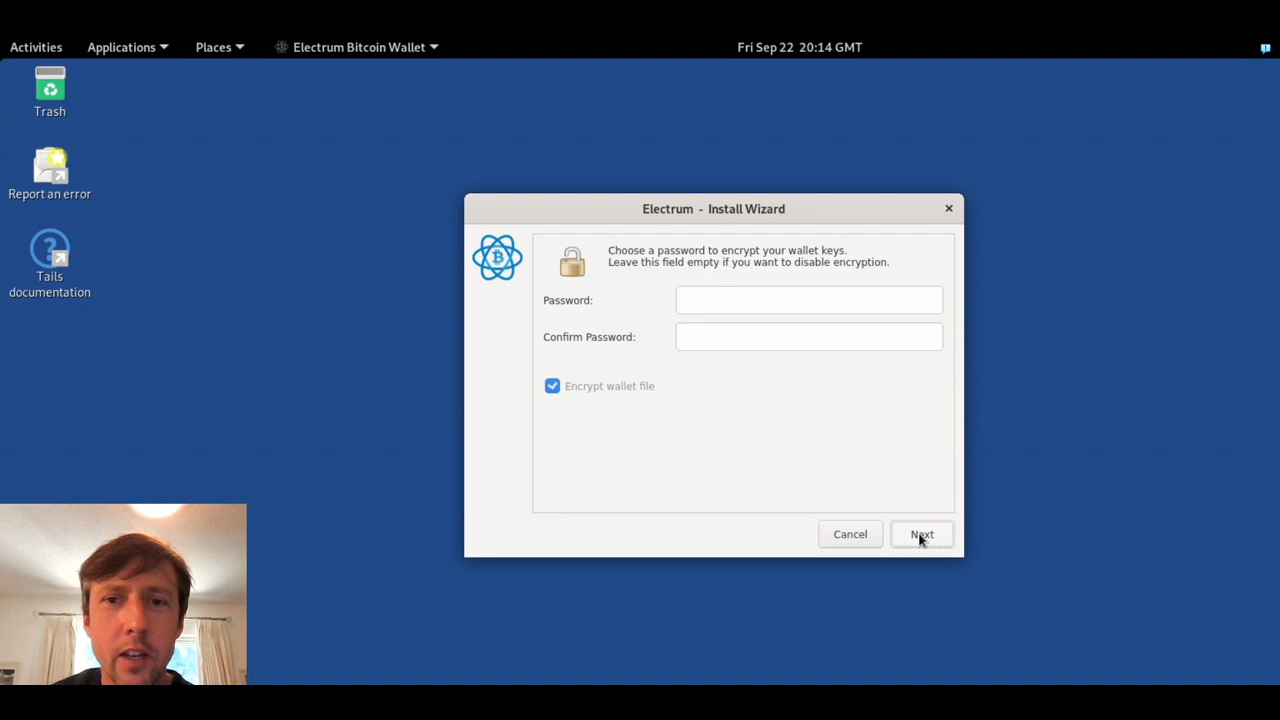 Activities Applications Places Electrum Bitcoin Wallet Fri Sep 22 20:14 GMT
Trash
Report an error
Tails
documentation
Electrum - Install Wizard
Choose a password to encrypt your wallet keys.
Leave this field empty if you want to disable encryption.
Password:
Confirm Password:
Encrypt wallet file
Cancel Next